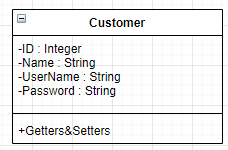 Customer
-ID : Integer
-Name : String
-UserName : String
-Password : String
+Getters&Setters